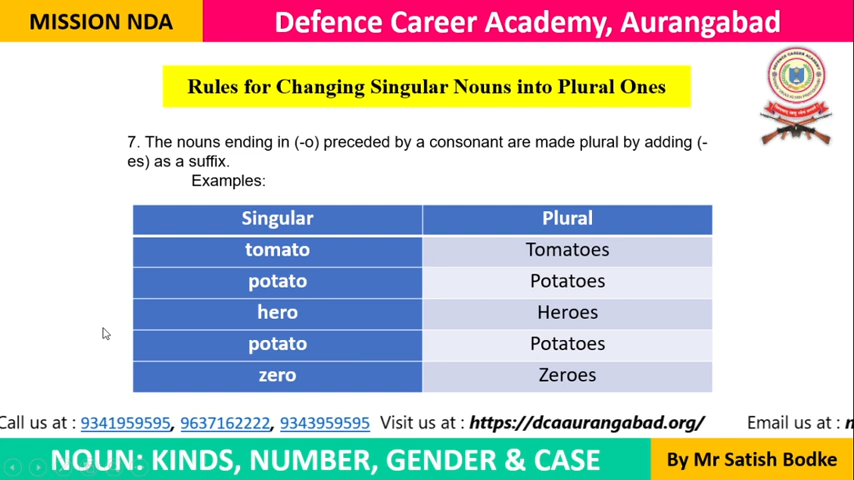 MISSION NDA
Defence Career Academy, Aurangabad
Rules for Changing Singular Nouns into Plural Ones
7. The nouns ending in (-o) preceded by a consonant are made plural by adding (-
es) as a suffix.
Examples:
Singular Plural
tomato Tomatoes
potato Potatoes
hero Heroes
potato Potatoes
zero Zeroes
Call us at : 9341959595, 9637162222, 9343959595 Visit us at : https://dcaaurangabad.org/ Email us at :
NOUN: KINDS, NUMBER, GENDER & CASE
By Mr Satish Bodke